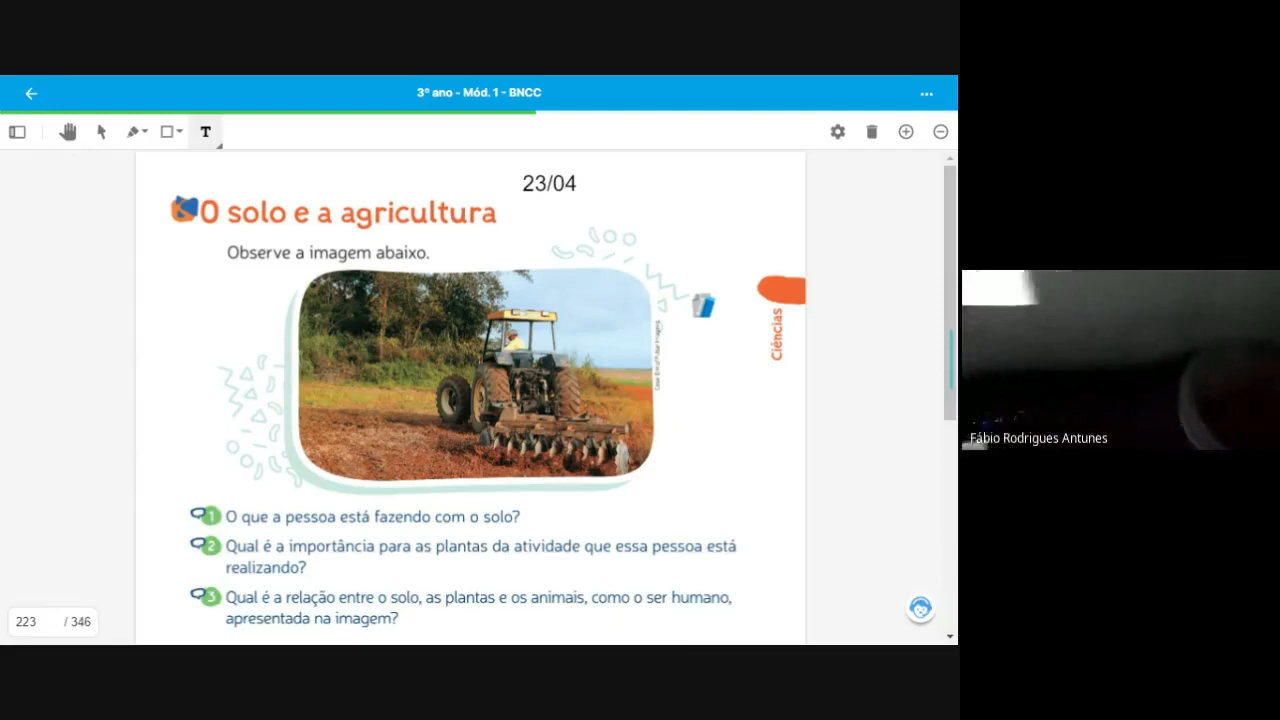 3º ano - Mód. 1 - BNCC
T
23/04
O solo e a agricultura
Observe a imagem abaixo.
Ciências
1 O que a pessoa está fazendo com o solo?
2 Qual é a importância para as plantas da atividade que essa pessoa está
realizando?
3 Qual é a relação entre o solo, as plantas e os animais, como o ser humano,
apresentada na imagem?
223 / 346
Fábio Rodrigues Antunes